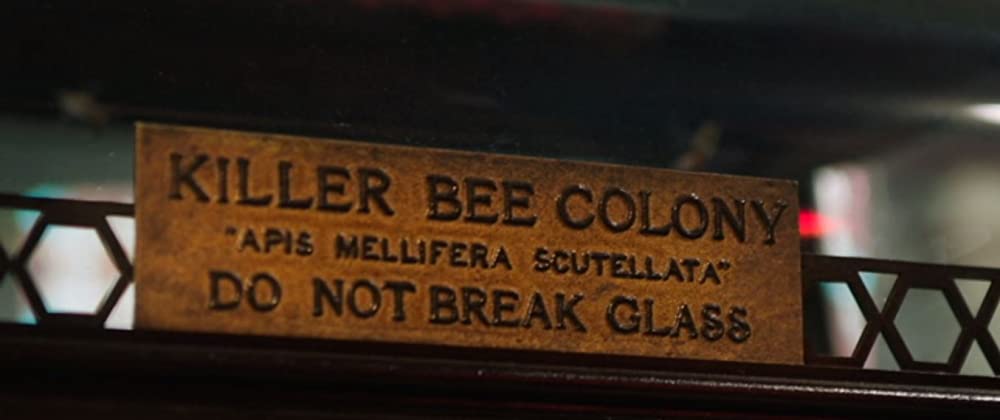 KILLER BEE COLONY
"APIS MELLIFERA SCUTELLATA"
DO NOT BREAK GLASS